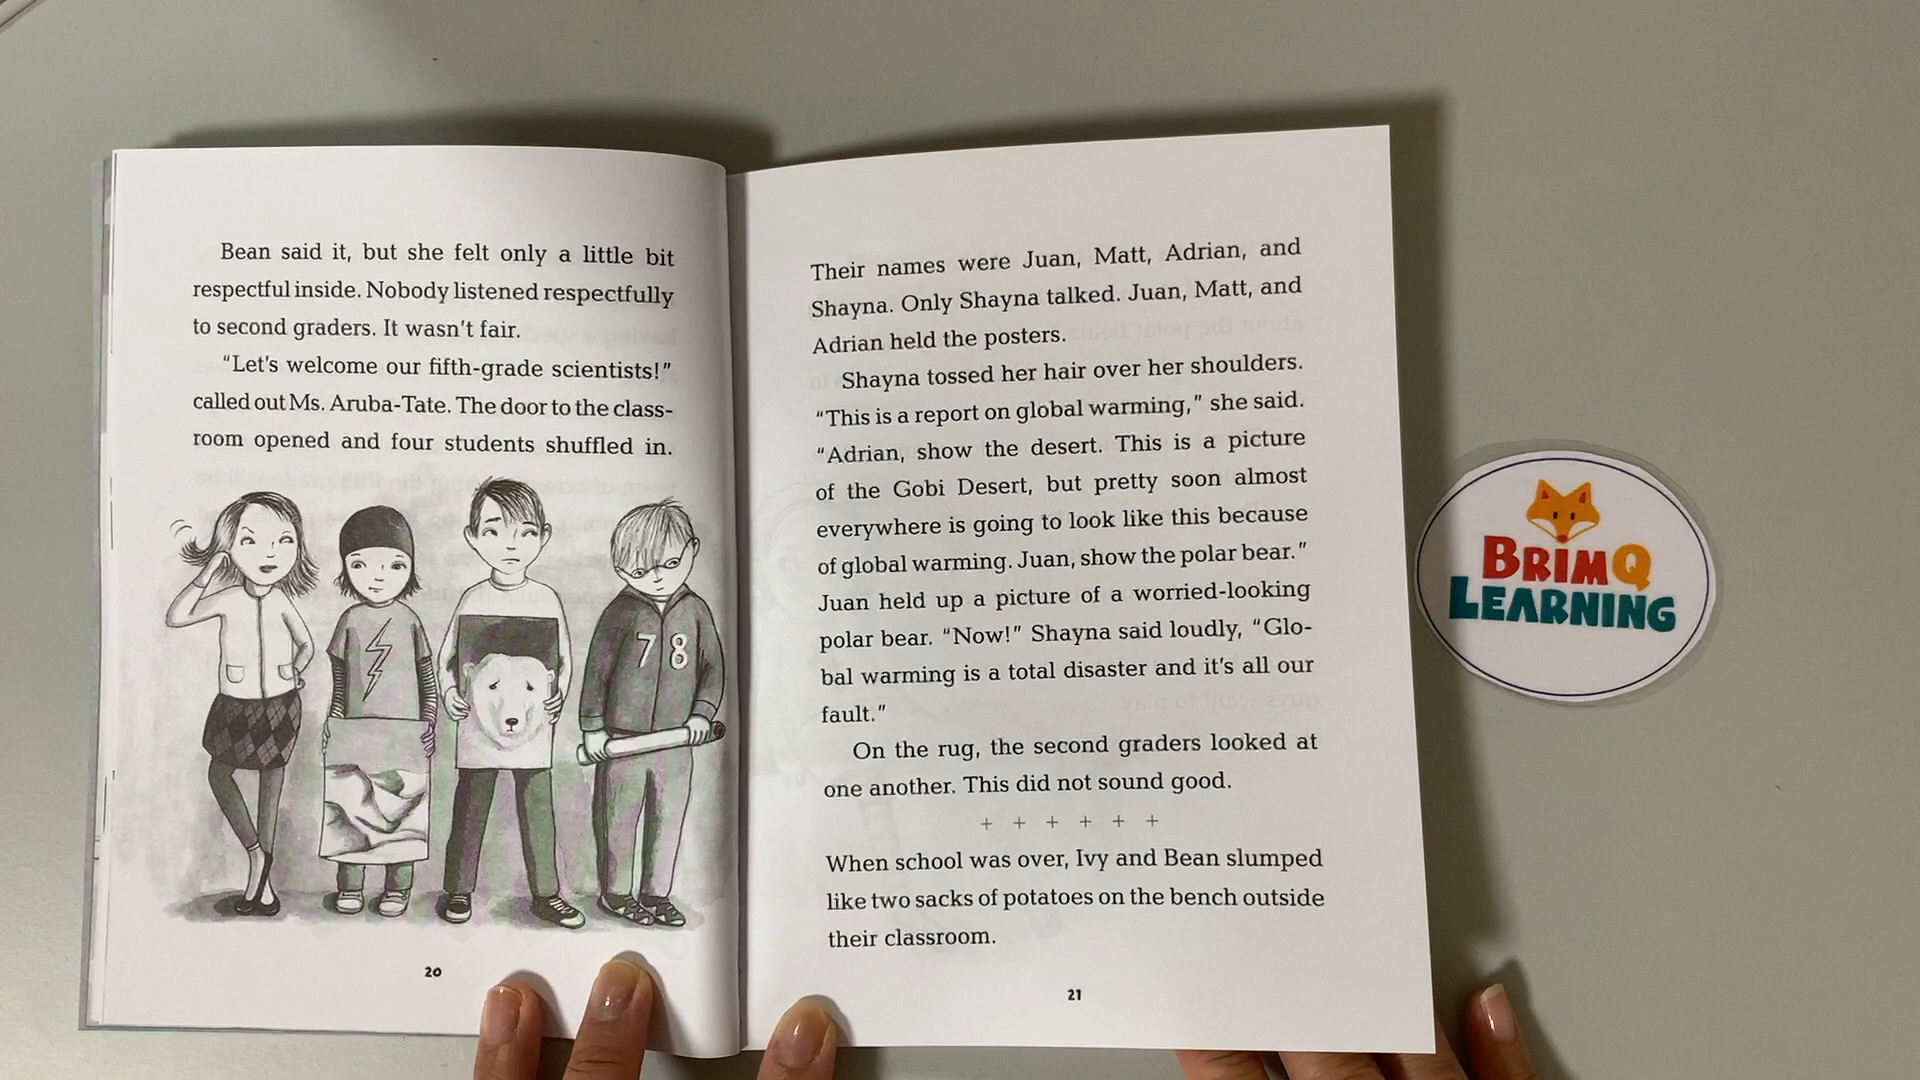 Bean said it, but she felt only a little bit
respectful inside. Nobody listened respectfully
to second graders. It wasn't fair.
"Let's welcome our fifth-grade scientists!"
called out Ms. Aruba-Tate. The door to the class-
room opened and four students shuffled in.
78
20
Their names were Juan, Matt, Adrian, and
Shayna. Only Shayna talked. Juan, Matt, and
Adrian held the posters.
Shayna tossed her hair over her shoulders.
"This is a report on global warming," she said.
"Adrian, show the desert. This is a picture
of the Gobi Desert, but pretty soon almost
everywhere is going to look like this because
of global warming. Juan, show the polar bear."
Juan held up a picture of a worried-looking
polar bear. "Now!" Shayna said loudly, "Glo-
bal warming is a total disaster and it's all our
fault."
On the rug, the second graders looked at
one another. This did not sound good.
+ + + + + +
When school was over, Ivy and Bean slumped
like two sacks of potatoes on the bench outside
their classroom.
21
BRIMQ
LEARNING